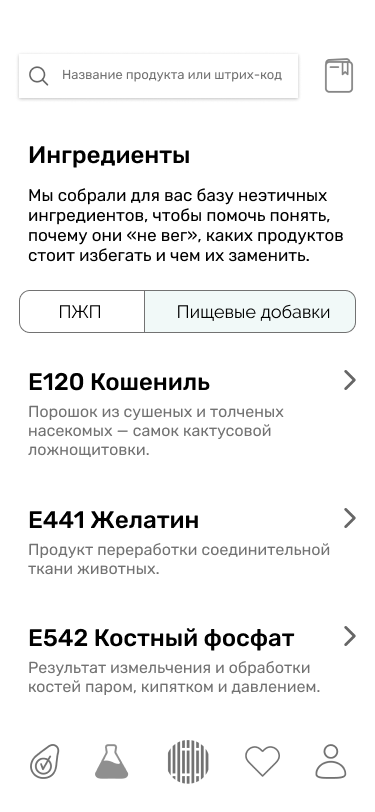 Название продукта или штрих-код
Ингредиенты
Мы собрали для вас базу неэтичных
ингредиентов, чтобы помочь понять,
почему они «не вег», каких продуктов
стоит избегать и чем их заменить.
ПЖП
Пищевые добавки
E120 Кошениль
Порошок из сушеных и толченых
насекомых — самок кактусовой
ложнощитовки.
E441 Желатин
Продукт переработки соединительной
ткани животных.
E542 Костный фосфат
Результат измельчения и обработки
костей паром, кипятком и давлением.